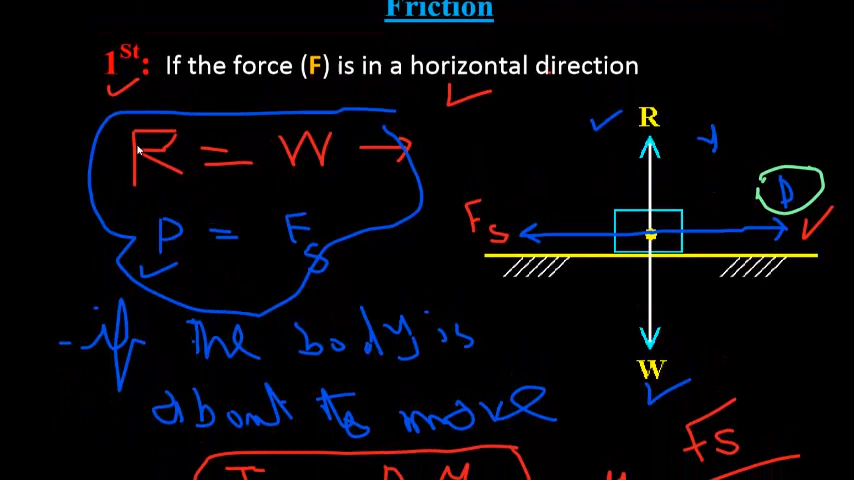 Friction
1St: If the force (F) is in a horizontal direction
R
R = W →
P
Fs
P = Fs
- if the body is
W
about to move
Fs